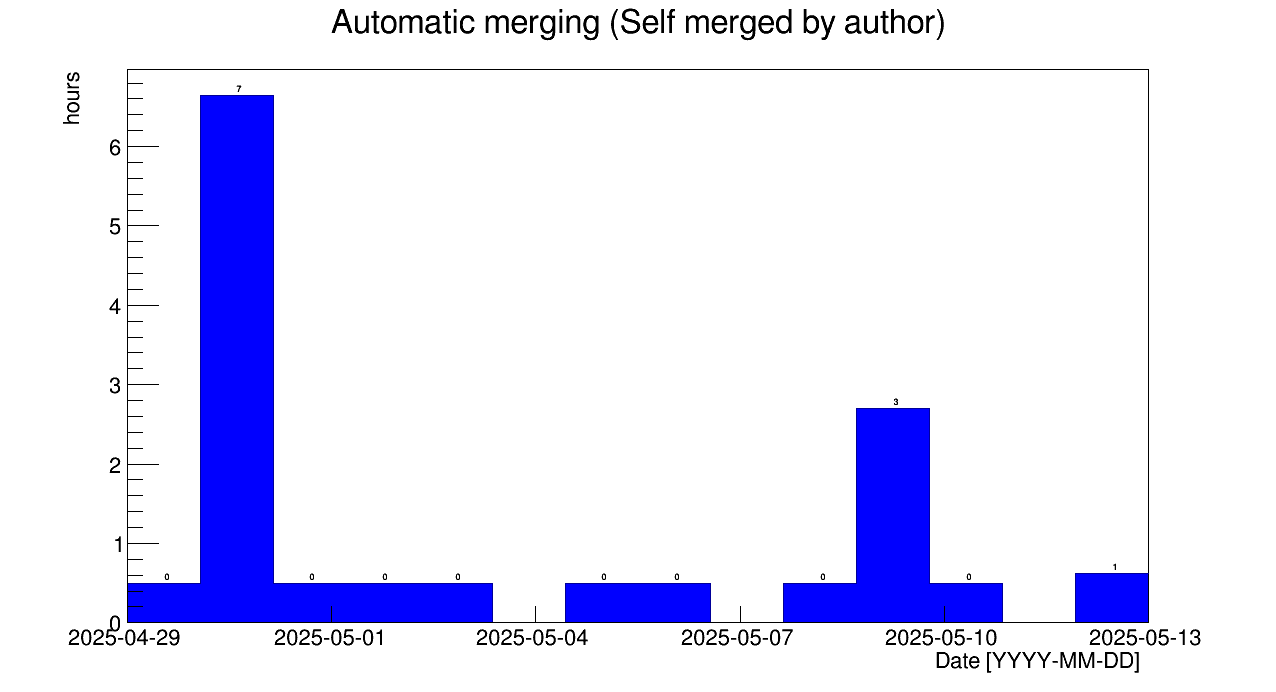 Automatic merging (Self merged by author)
hours
7
6
5
4
3
3
2
1
0 0 0 0 0 0 0 0 1
0
2025-04-29 2025-05-01 2025-05-04 2025-05-07 2025-05-10 2025-05-13
Date [YYYY-MM-DD]